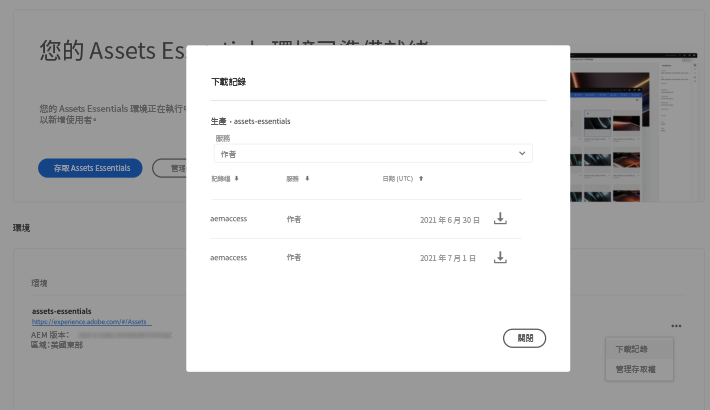 您的 Assets Es
您的 Assets Essentials 環境正在執行中
以新增使用者。
存取 Assets Essentials
管理
環境
環境
assets-essentials
https://experience.adobe.com/#/Assets
AEM 版本:
區域:美國東部
下載記錄
生產 • assets-essentials
服務
作者
記錄檔
服務
日期 (UTC)
aemaccess
作者
2021 年 6 月 30 日
aemaccess
作者
2021 年 7 月 1 日
關閉
下載記錄
管理存取權